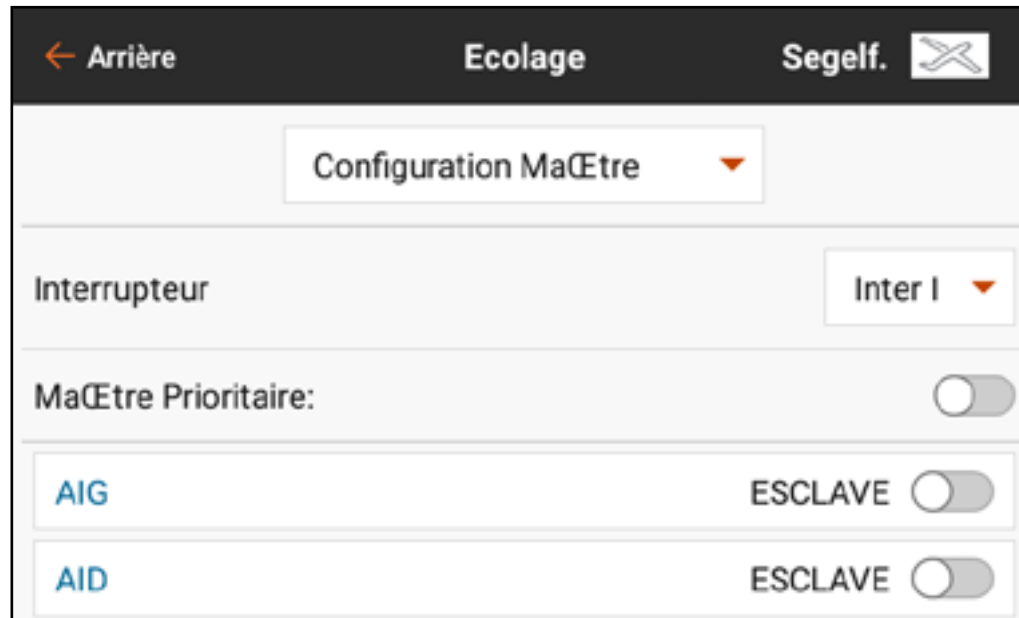 ← Arrière Ecolage Segelf.
Configuration MaŒtre
Interrupteur Inter I
MaŒtre Prioritaire:
AIG ESCLAVE
AID ESCLAVE